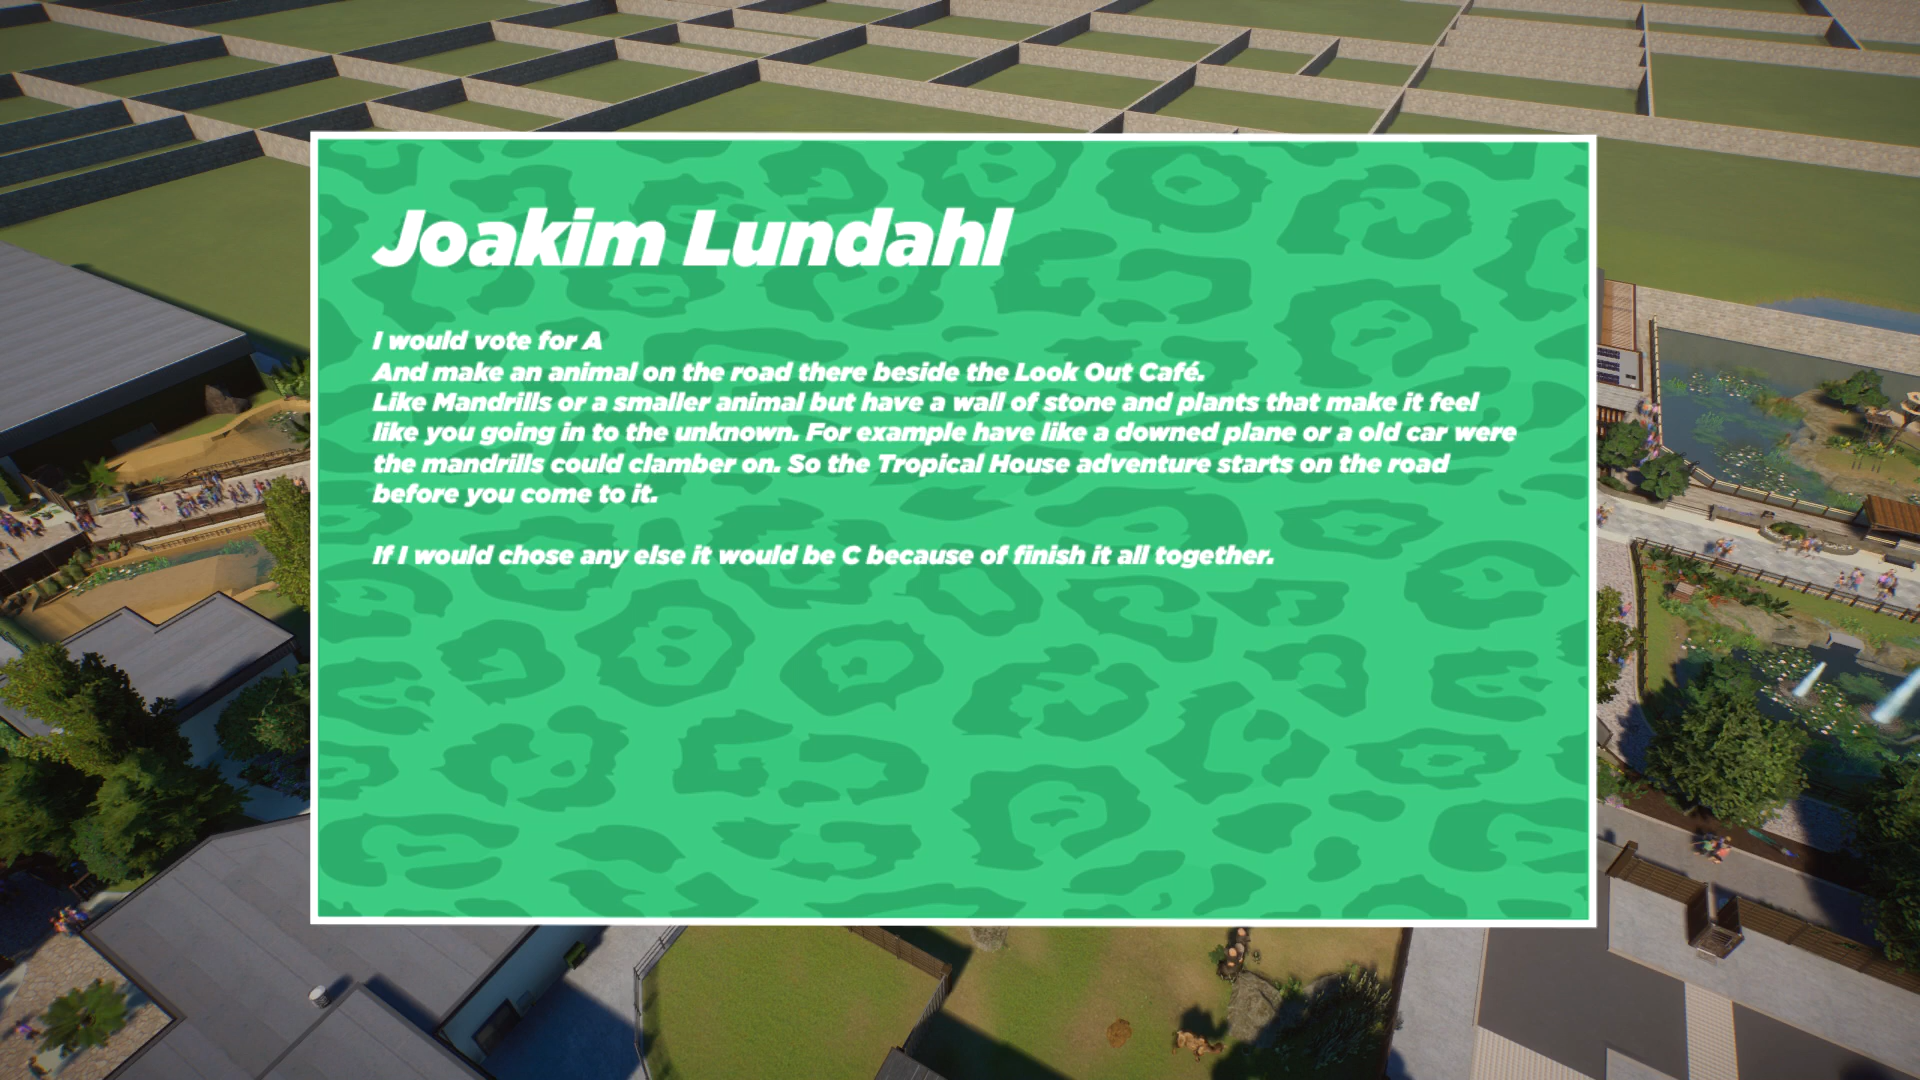 Joakim Lundahl
I would vote for A
And make an animal on the road there beside the Look Out Café.
Like Mandrills or a smaller animal but have a wall of stone and plants that make it feel
like you going in to the unknown. For example have like a downed plane or a old car were
the mandrills could clamber on. So the Tropical House adventure starts on the road
before you come to it.
If I would chose any else it would be C because of finish it all together.